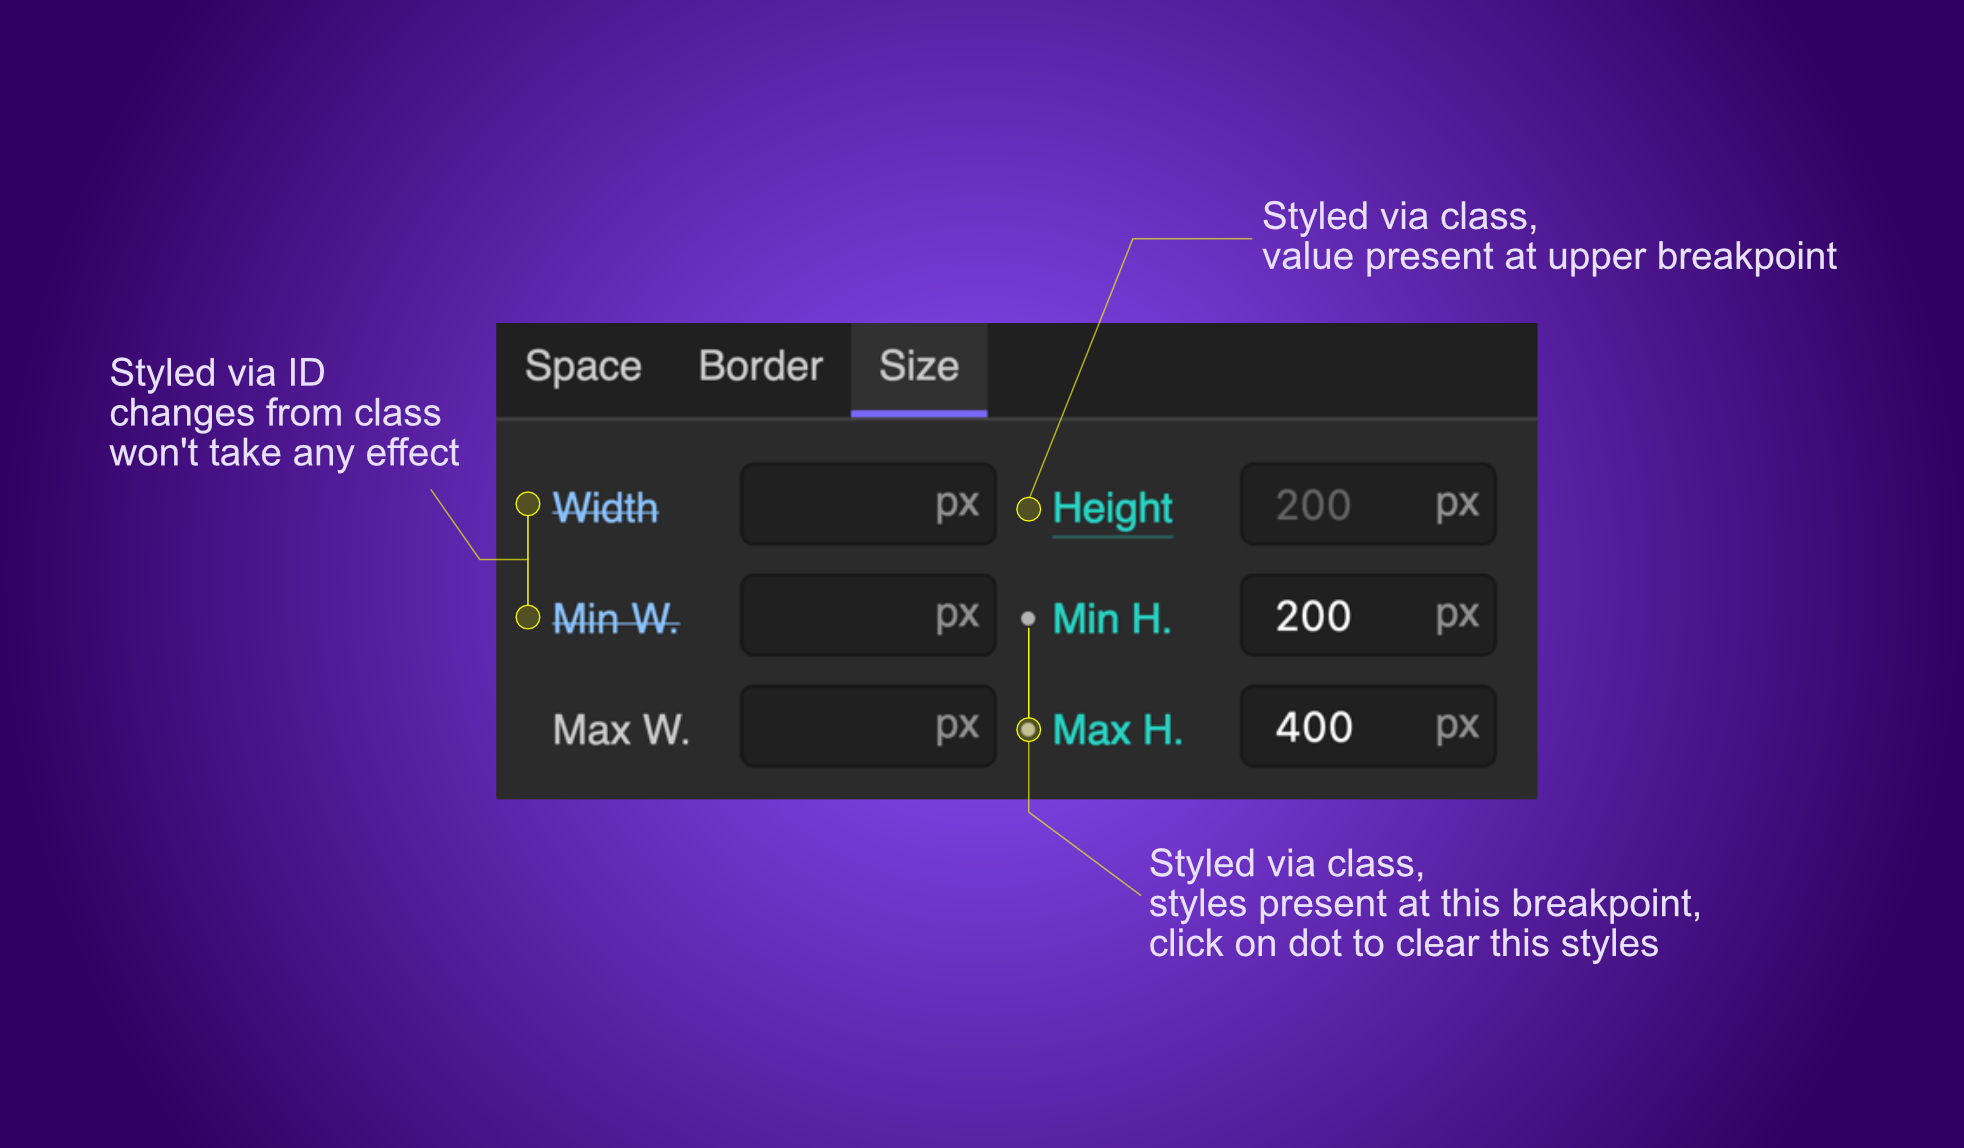 Styled via class,
value present at upper breakpoint
Styled via ID
changes from class
won't take any effect
Space Border Size
Width px Height 200 px
Min W. px Min H. 200 px
Max W. px Max H. 400 px
Styled via class,
styles present at this breakpoint,
click on dot to clear this styles